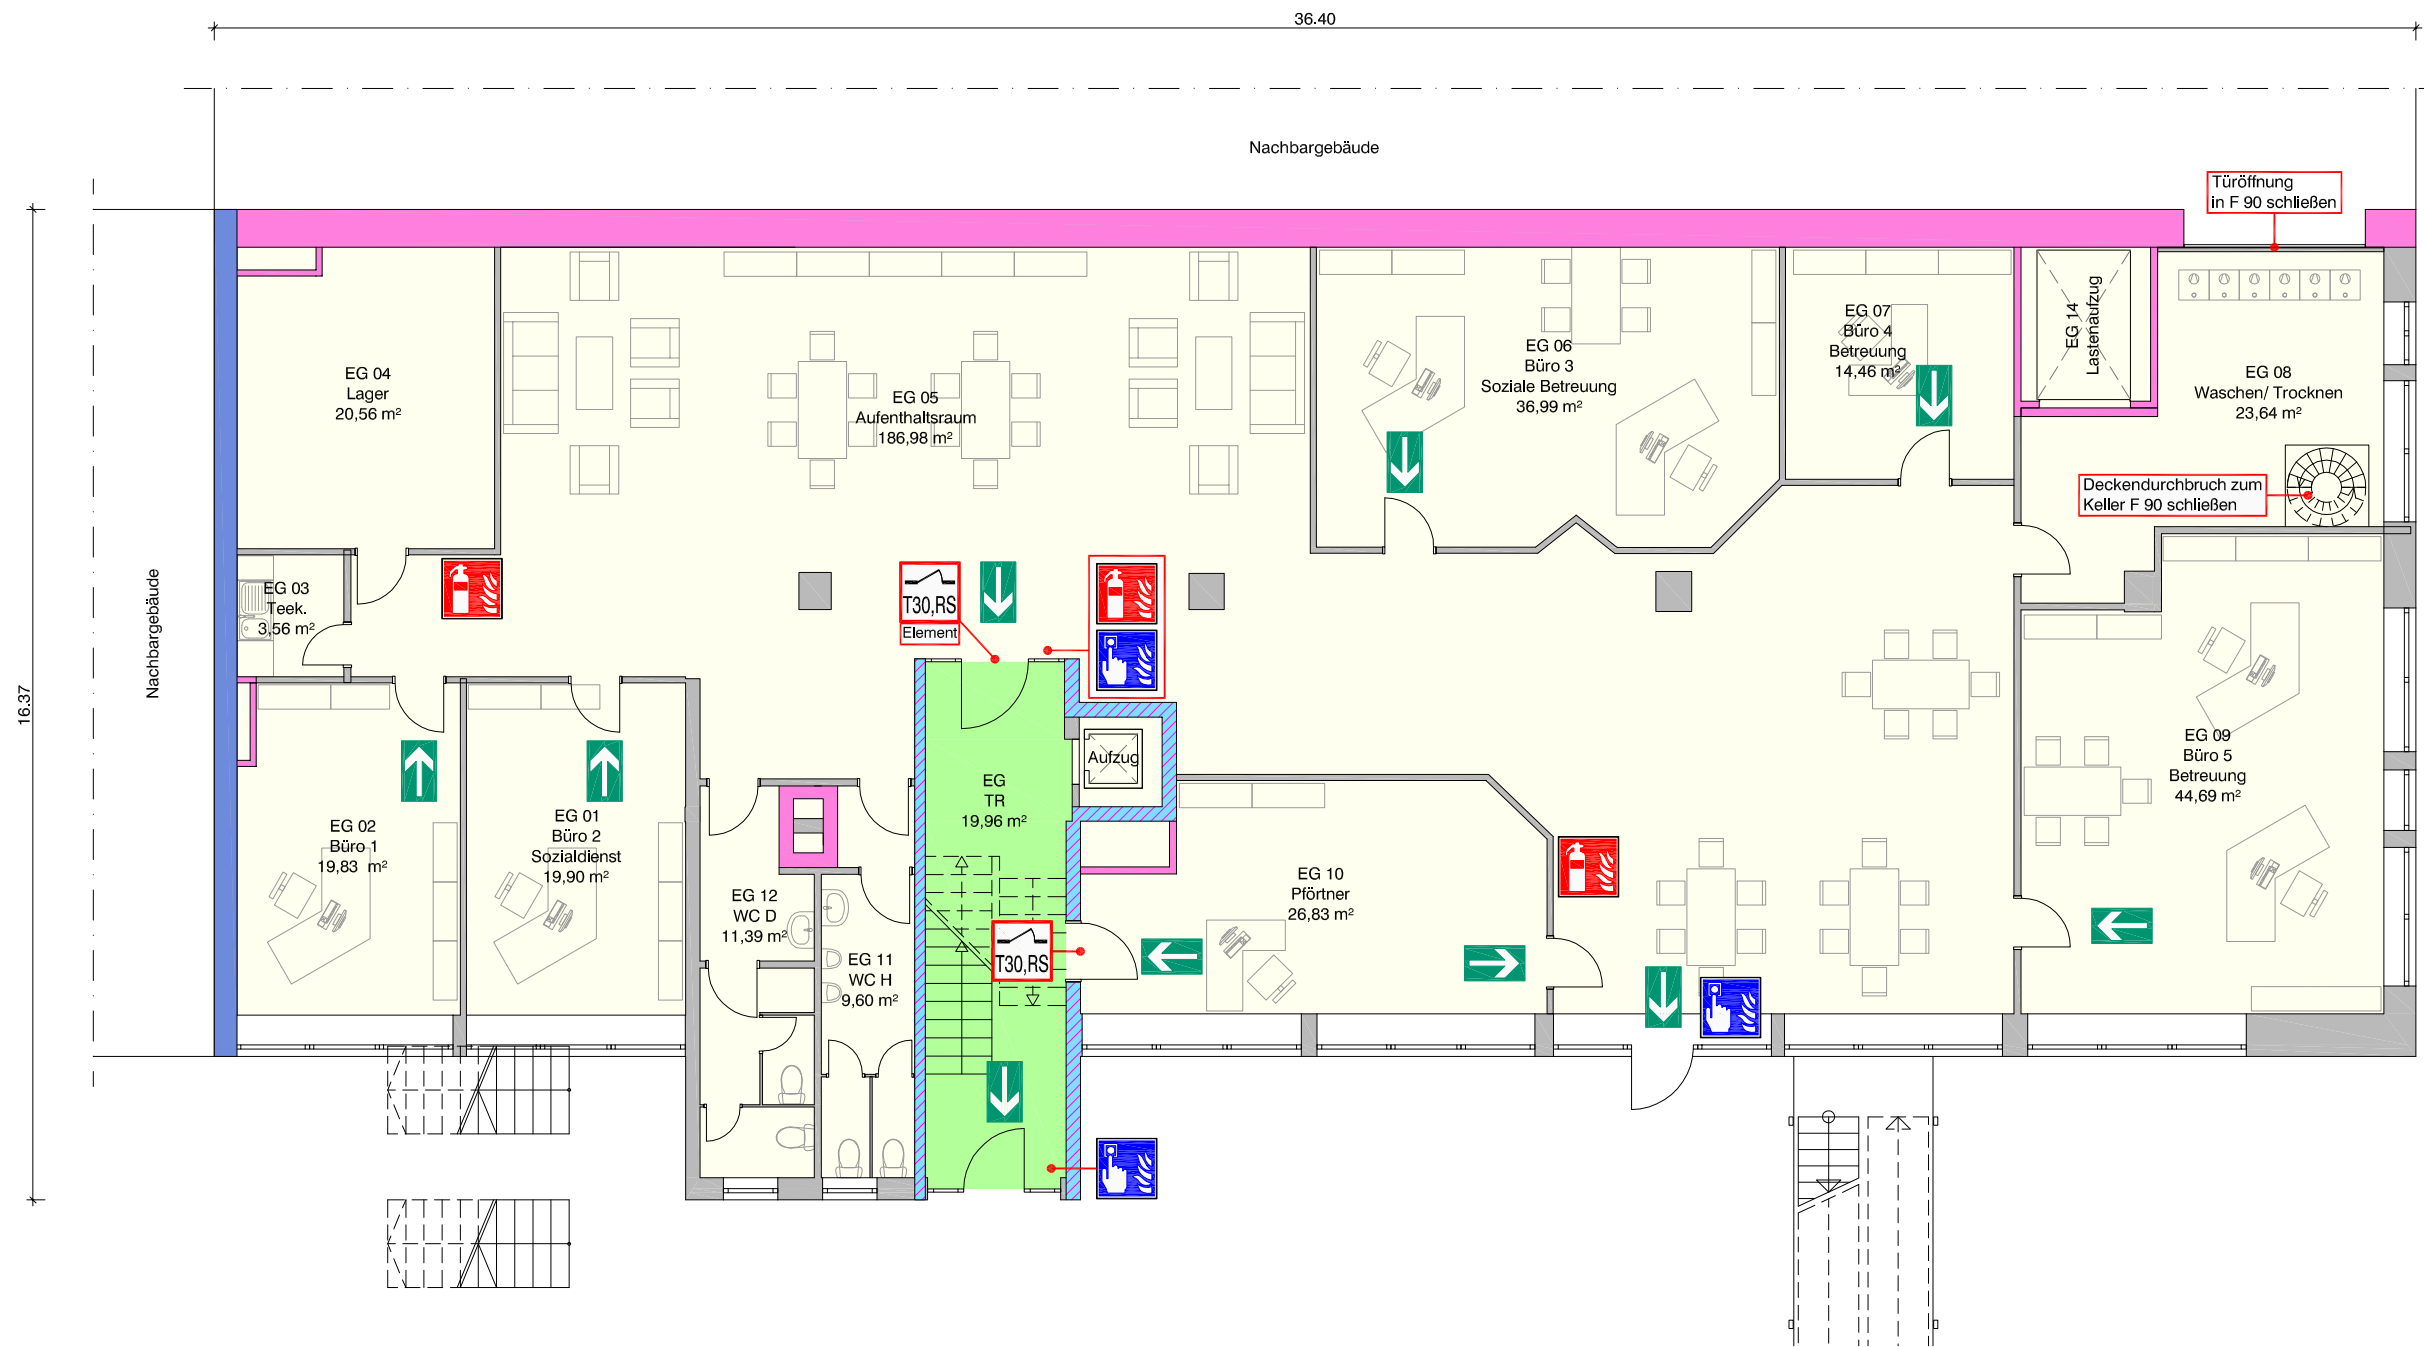 36.40
Nachbargebäude
Türöffnung
in F 90 schließen
EG 04
Lager
20,56 m²
EG 05
Aufenthaltsraum
186,98 m²
EG 06
Büro 3
Soziale Betreuung
36,99 m²
EG 07
Büro 4
Betreuung
14,46 m²
EG 14
Lastenaufzug
EG 08
Waschen/ Trocknen
23,64 m²
Deckendurchbruch zum
Keller F 90 schließen
Nachbargebäude
16.37
EG 03
Teek.
3,56 m²
T30,RS
Element
EG 02
Büro 1
19,83 m²
EG 01
Büro 2
Sozialdienst
19,90 m²
EG
TR
19,96 m²
Aufzug
EG 09
Büro 5
Betreuung
44,69 m²
EG 12
WC D
11,39 m²
EG 11
WC H
9,60 m²
T30,RS
EG 10
Pförtner
26,83 m²